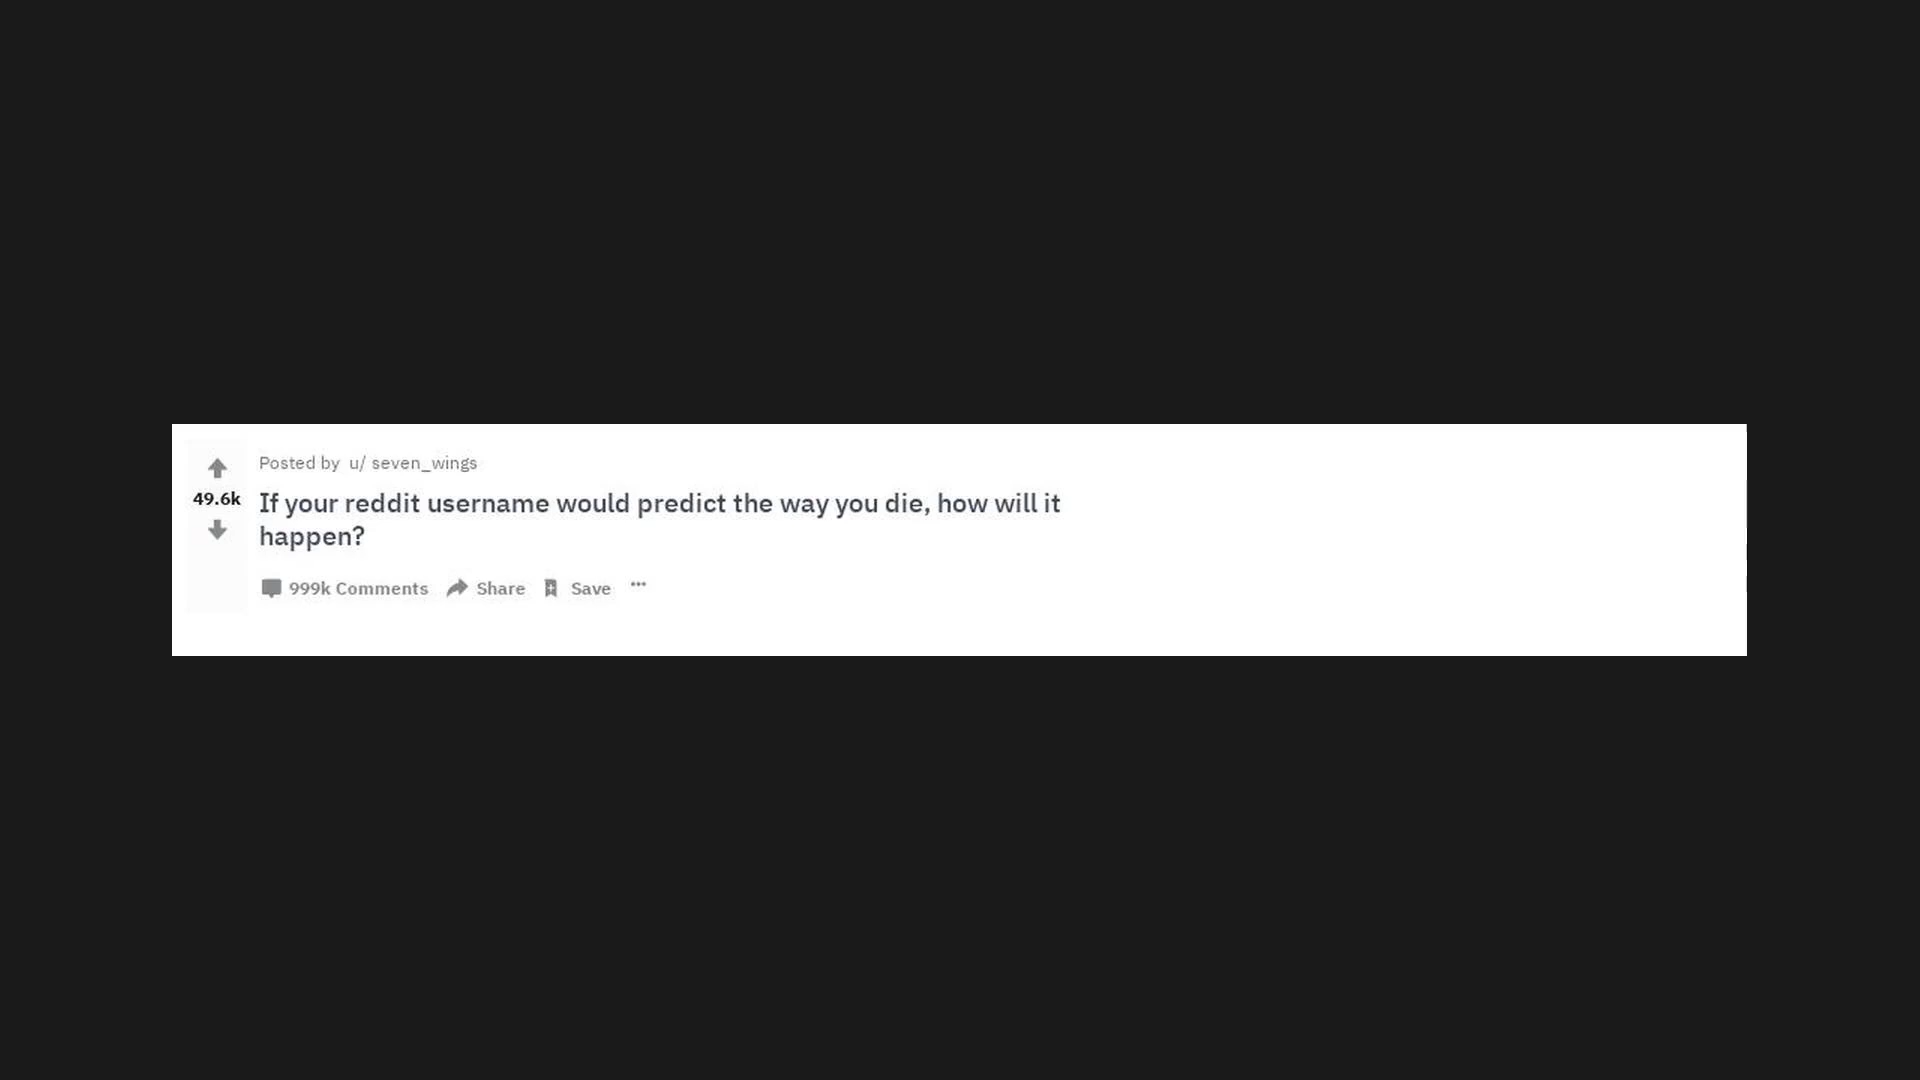 Posted by u/ seven_wings
49.6k
If your reddit username would predict the way you die, how will it
happen?
999k Comments Share Save ...